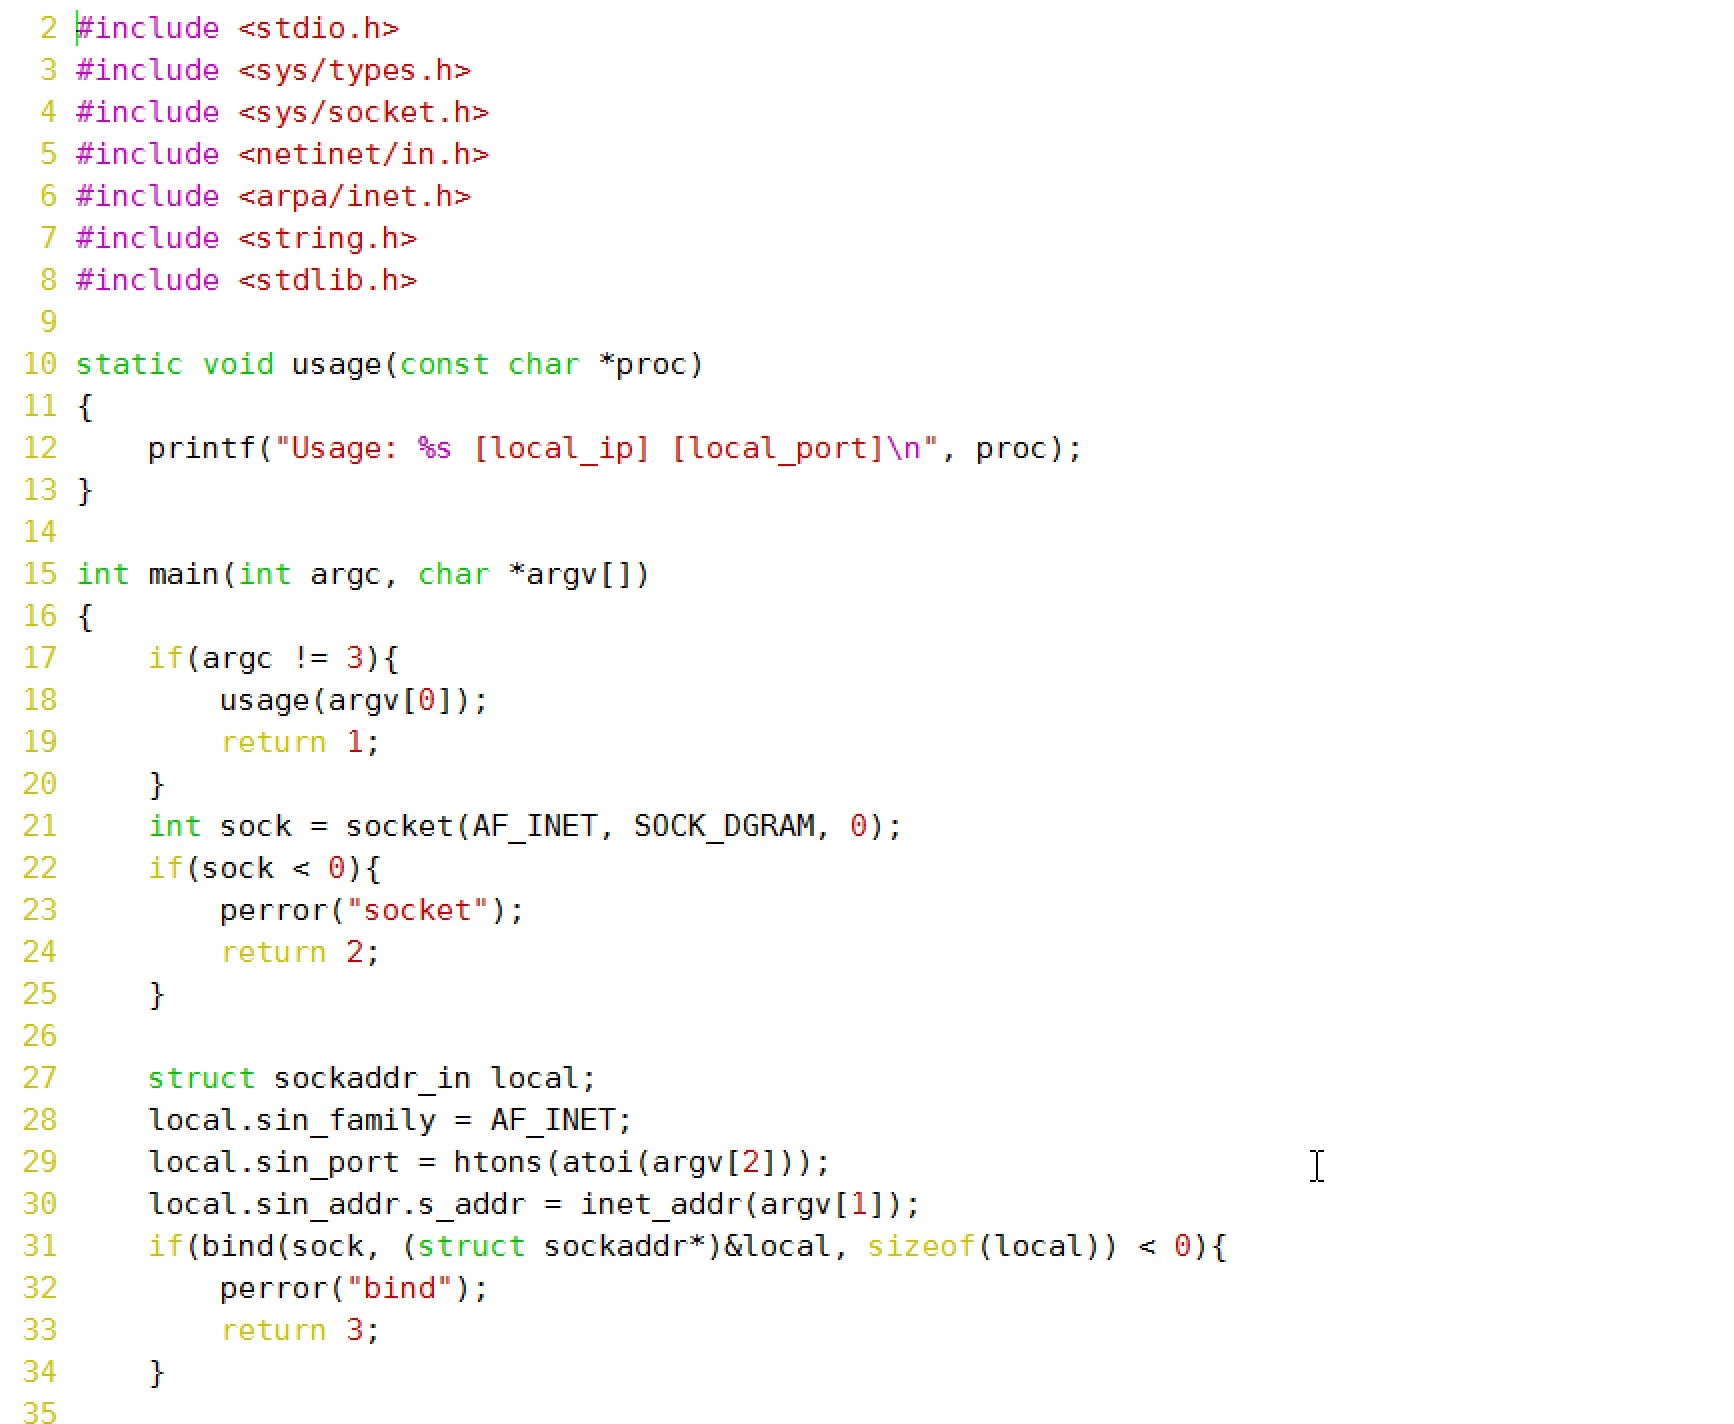 2 #include <stdio.h>
3 #include <sys/types.h>
4 #include <sys/socket.h>
5 #include <netinet/in.h>
6 #include <arpa/inet.h>
7 #include <string.h>
8 #include <stdlib.h>
9
10 static void usage(const char *proc)
11 {
12     printf("Usage: %s [local_ip] [local_port]\n", proc);
13 }
14
15 int main(int argc, char *argv[])
16 {
17     if(argc != 3){
18         usage(argv[0]);
19         return 1;
20     }
21     int sock = socket(AF_INET, SOCK_DGRAM, 0);
22     if(sock < 0){
23         perror("socket");
24         return 2;
25     }
26
27     struct sockaddr_in local;
28     local.sin_family = AF_INET;
29     local.sin_port = htons(atoi(argv[2]));
30     local.sin_addr.s_addr = inet_addr(argv[1]);
31     if(bind(sock, (struct sockaddr*)&local, sizeof(local)) < 0){
32         perror("bind");
33         return 3;
34     }
35